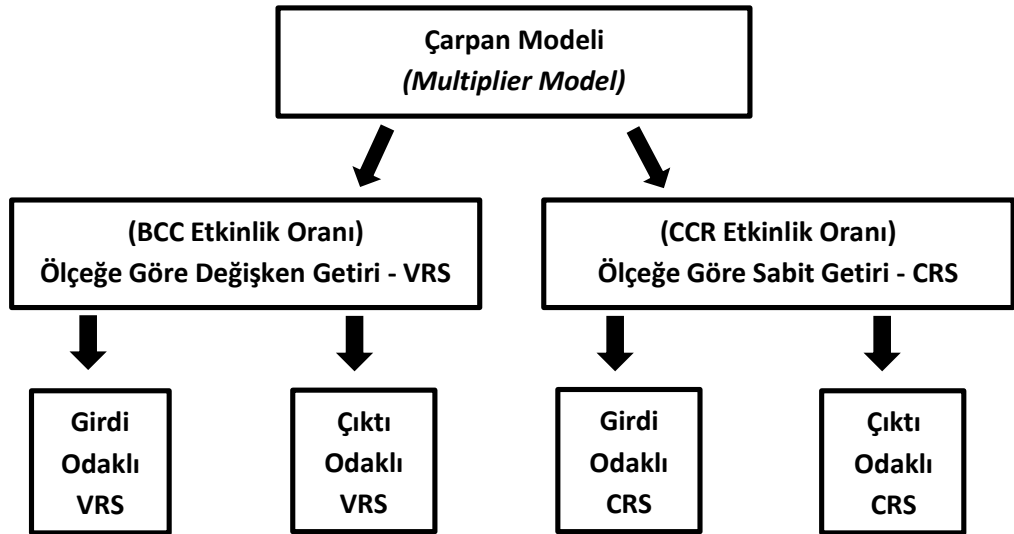 Çarpan Modeli
(Multiplier Model)
(BCC Etkinlik Oranı)
Ölçeğe Göre Değişken Getiri - VRS
(CCR Etkinlik Oranı)
Ölçeğe Göre Sabit Getiri - CRS
Girdi
Odaklı
VRS
Çıktı
Odaklı
VRS
Girdi
Odaklı
CRS
Çıktı
Odaklı
CRS